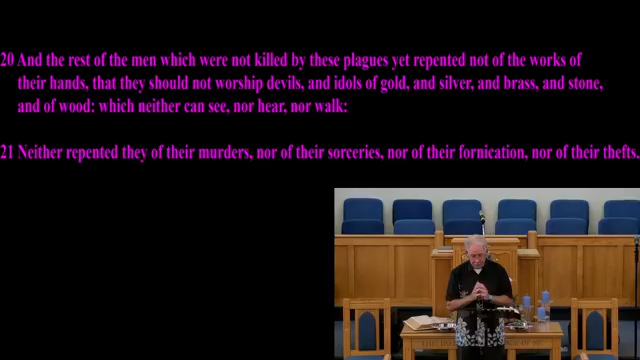 20 And the rest of the men which were not killed by these plagues yet repented not of the works of
their hands, that they should not worship devils, and idols of gold, and silver, and brass, and stone,
and of wood: which neither can see, nor hear, nor walk:
21 Neither repented they of their murders, nor of their sorceries, nor of their fornication, nor of their thefts.